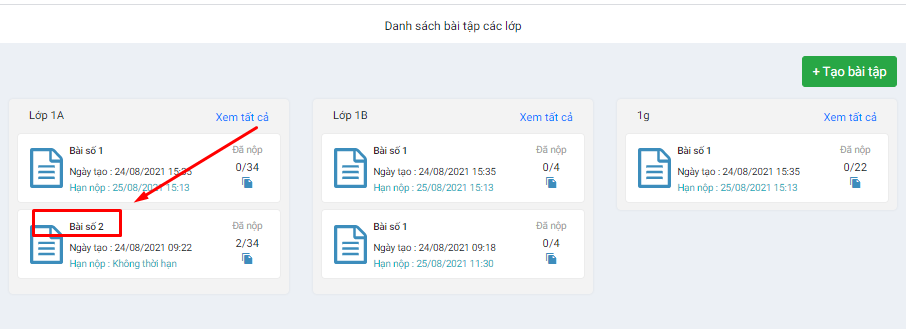 Danh sách bài tập các lớp
+ Tạo bài tập
Lớp 1A
Xem tất cả
Bài số 1
Đã nộp
Ngày tạo : 24/08/2021 15:35
0/34
Hạn nộp : 25/08/2021 15:13
Bài số 2
Đã nộp
Ngày tạo : 24/08/2021 09:22
2/34
Hạn nộp : Không thời hạn
Lớp 1B
Xem tất cả
Bài số 1
Đã nộp
Ngày tạo : 24/08/2021 15:35
0/4
Hạn nộp : 25/08/2021 15:13
Bài số 1
Đã nộp
Ngày tạo : 24/08/2021 09:18
0/4
Hạn nộp : 25/08/2021 11:30
1g
Xem tất cả
Bài số 1
Đã nộp
Ngày tạo : 24/08/2021 15:35
0/22
Hạn nộp : 25/08/2021 15:13